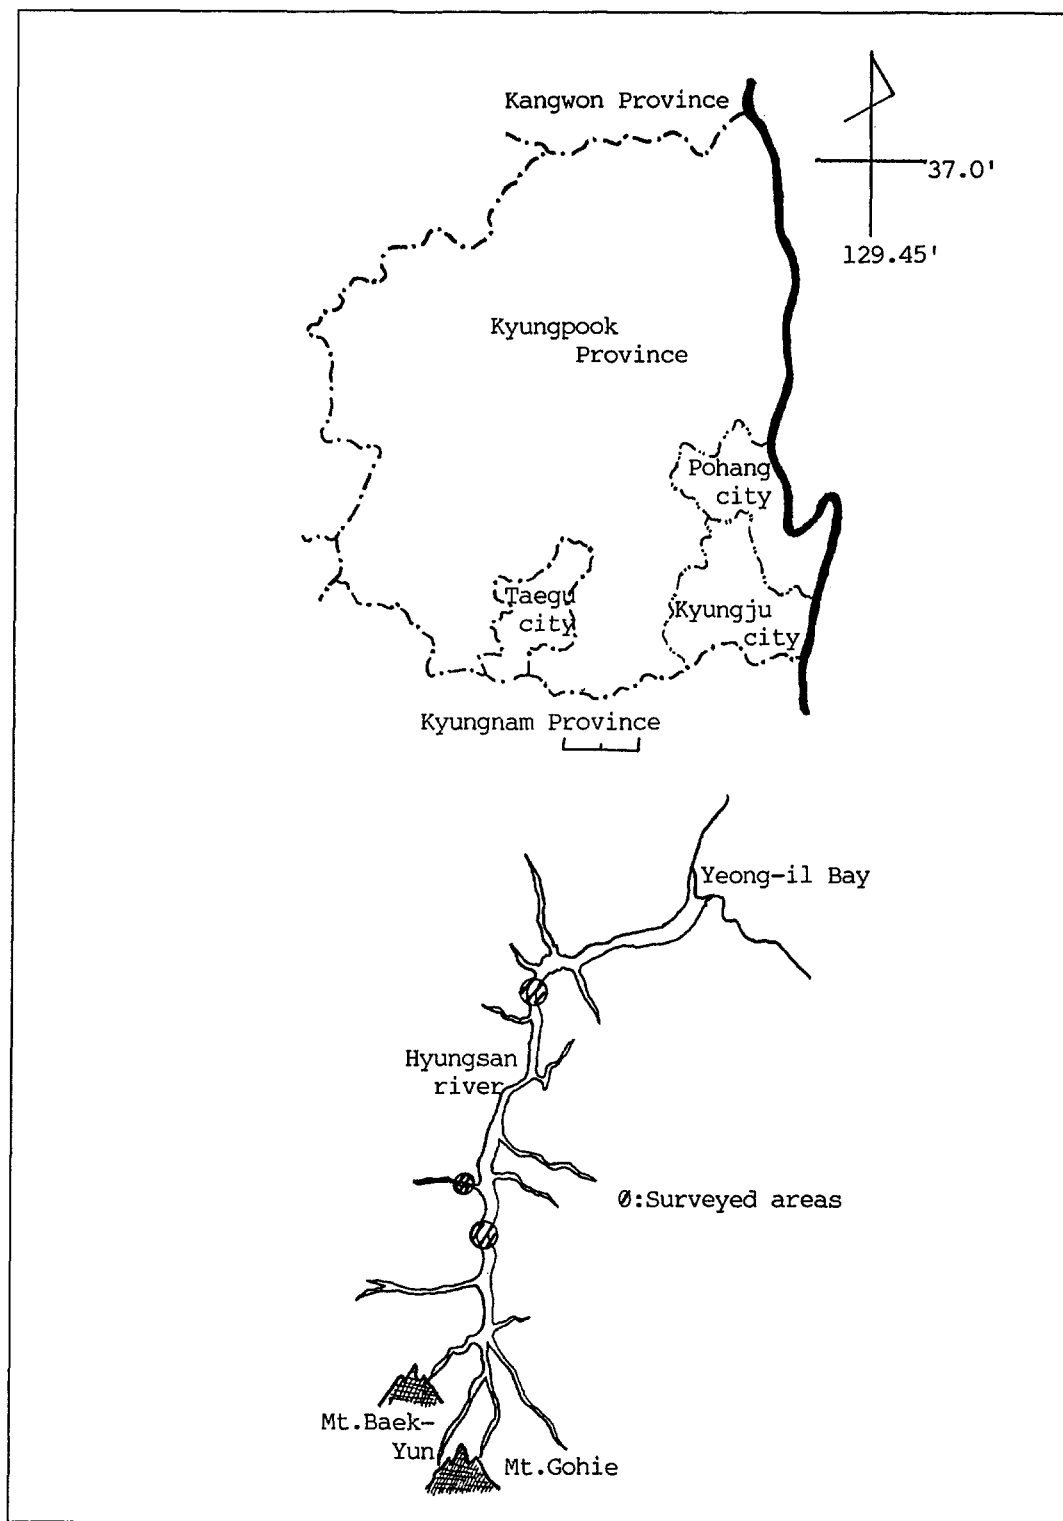 Kangwon Province
37.0'
129.45'
Kyungpook
Province
Pohang
city
Taegu
city
Kyungju
city
Kyungnam Province
Yeong-il Bay
Hyungsan
river
Ø:Surveyed areas
Mt.Baek-
Yun
Mt.Gohie